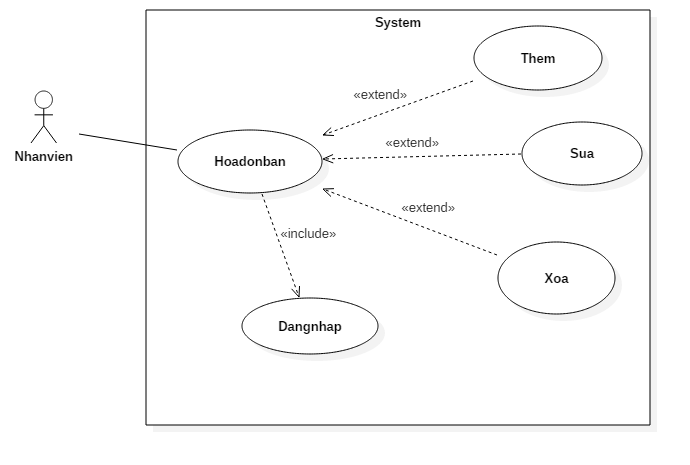 System
Them
«extend»
«extend»
Sua
Nhanvien
Hoadonban
«extend»
«include»
Xoa
Dangnhap